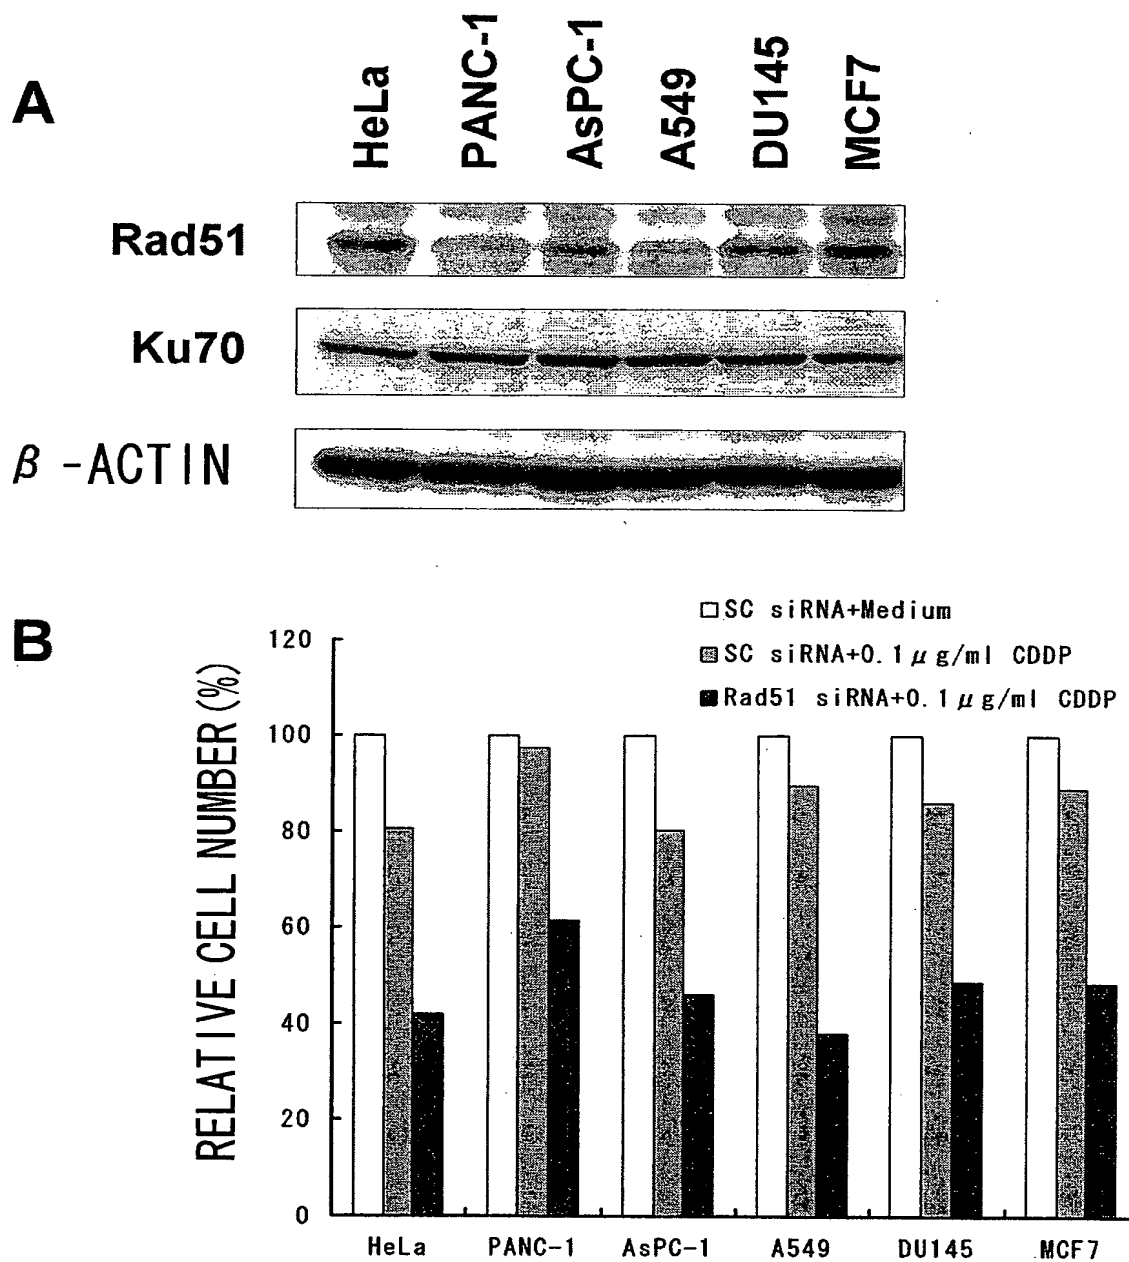 A
HeLa PANC-1 AsPC-1 A549 DU145 MCF7
Rad51
Ku70
β-ACTIN
B
SC siRNA+Medium
SC siRNA+0.1μg/ml CDDP
Rad51 siRNA+0.1μg/ml CDDP
RELATIVE CELL NUMBER(%)
120
100
80
60
40
20
0
HeLa PANC-1 AsPC-1 A549 DU145 MCF7